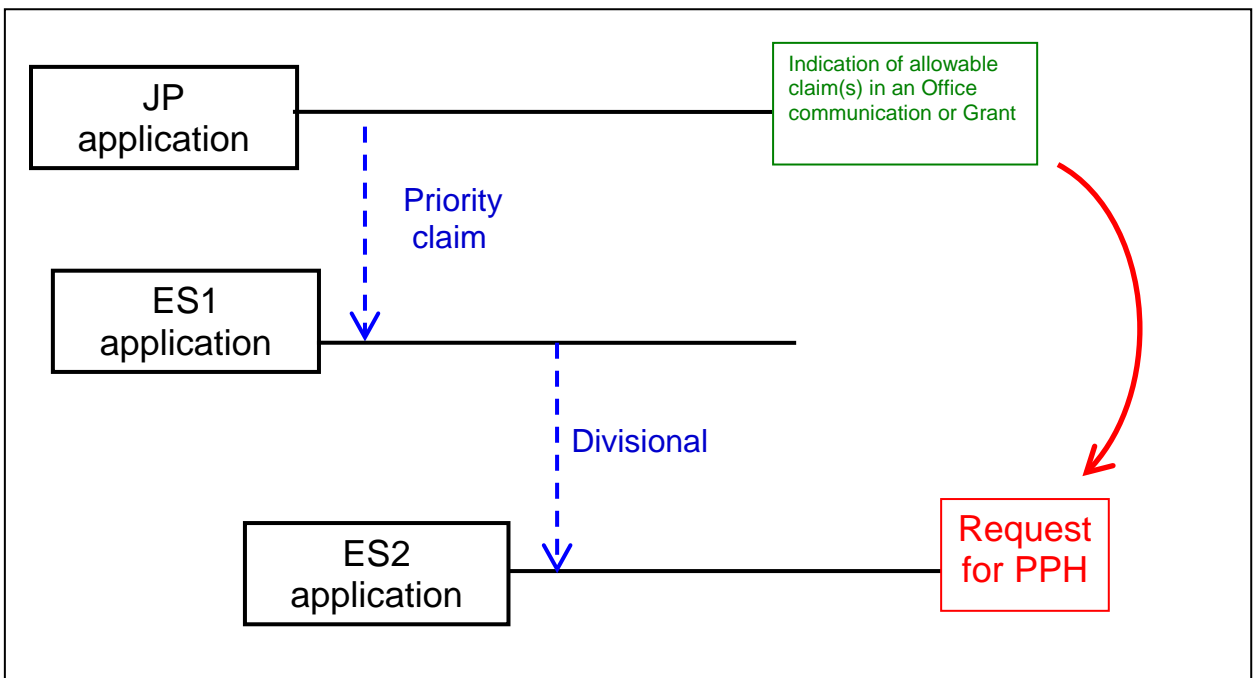 JP
application
Indication of allowable
claim(s) in an Office
communication or Grant
Priority
claim
ES1
application
Divisional
ES2
application
Request
for PPH